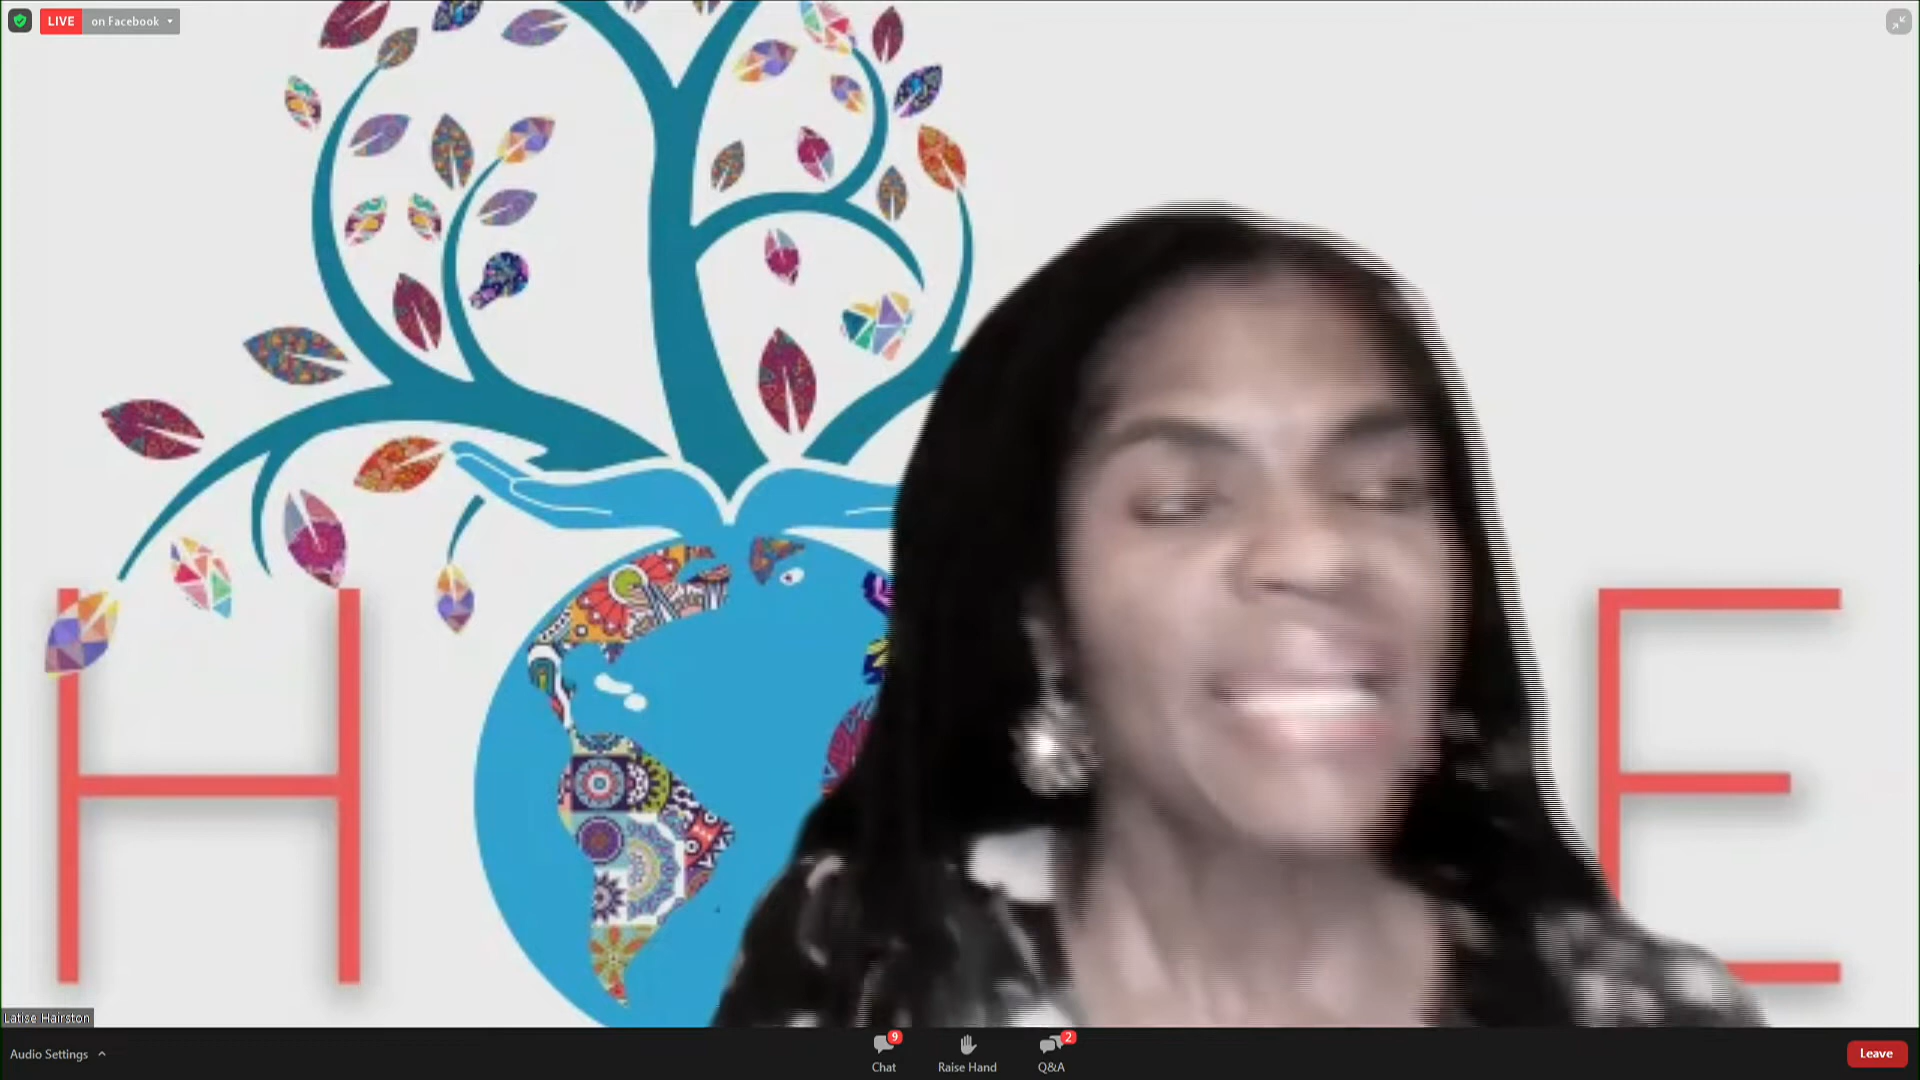 LIVE on Facebook
H E
Latise Hairston
Audio Settings
9
Chat
Raise Hand
2
Q&A
Leave